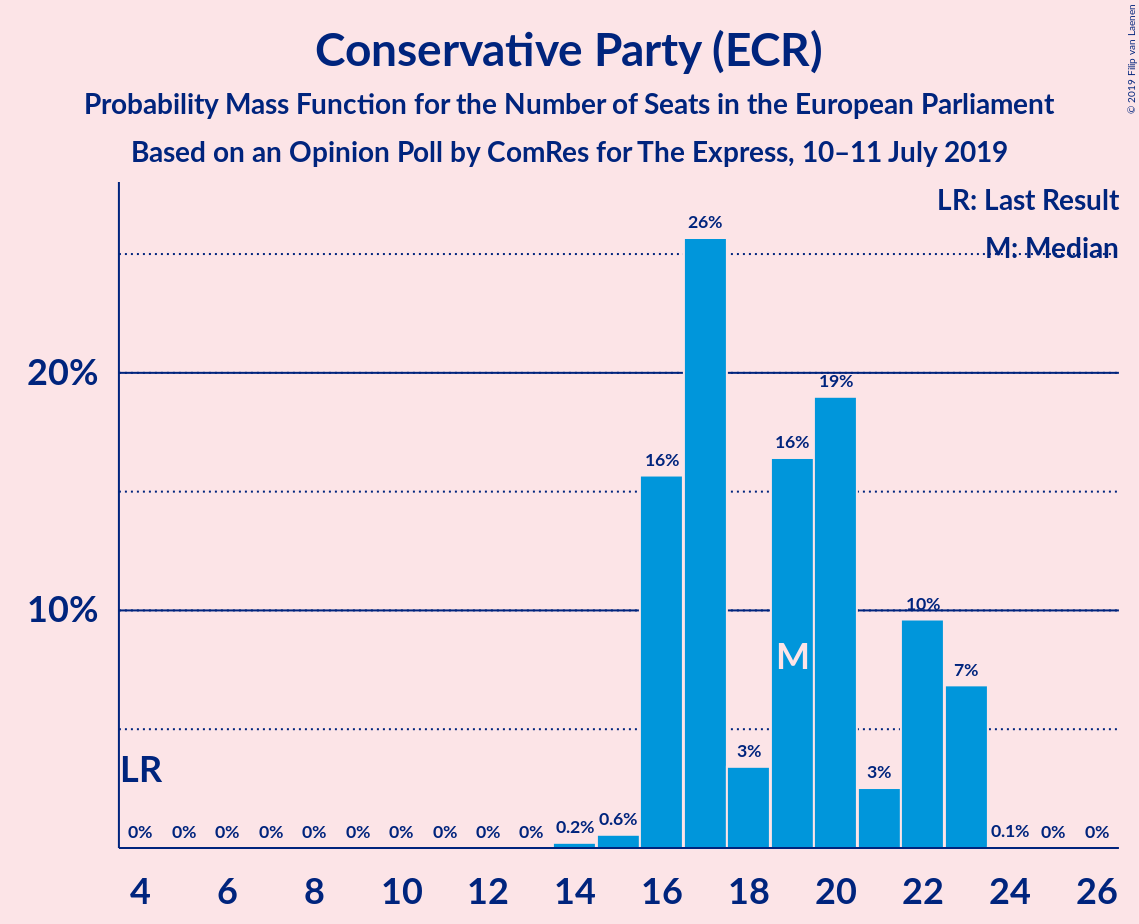 Conservative Party (ECR)
Probability Mass Function for the Number of Seats in the European Parliament
Based on an Opinion Poll by ComRes for The Express, 10–11 July 2019
© 2019 Filip van Laenen
LR: Last Result
M: Median
26%
20%
19%
16%
16%
10%
10%
M
7%
3%
3%
LR
0% 0% 0% 0% 0% 0% 0% 0% 0% 0% 0.2% 0.6% 0.1% 0% 0%
4 6 8 10 12 14 16 18 20 22 24 26